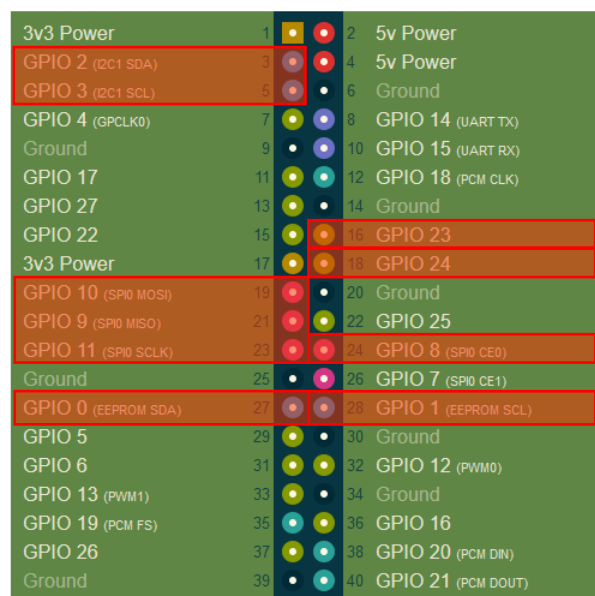 3v3 Power 1 2 5v Power
GPIO 2 (I2C1 SDA) 3 4 5v Power
GPIO 3 (I2C1 SCL) 5 6 Ground
GPIO 4 (GPCLK0) 7 8 GPIO 14 (UART TX)
Ground 9 10 GPIO 15 (UART RX)
GPIO 17 11 12 GPIO 18 (PCM CLK)
GPIO 27 13 14 Ground
GPIO 22 15 16 GPIO 23
3v3 Power 17 18 GPIO 24
GPIO 10 (SPI0 MOSI) 19 20 Ground
GPIO 9 (SPI0 MISO) 21 22 GPIO 25
GPIO 11 (SPI0 SCLK) 23 24 GPIO 8 (SPI0 CE0)
Ground 25 26 GPIO 7 (SPI0 CE1)
GPIO 0 (EEPROM SDA) 27 28 GPIO 1 (EEPROM SCL)
GPIO 5 29 30 Ground
GPIO 6 31 32 GPIO 12 (PWM0)
GPIO 13 (PWM1) 33 34 Ground
GPIO 19 (PCM FS) 35 36 GPIO 16
GPIO 26 37 38 GPIO 20 (PCM DIN)
Ground 39 40 GPIO 21 (PCM DOUT)